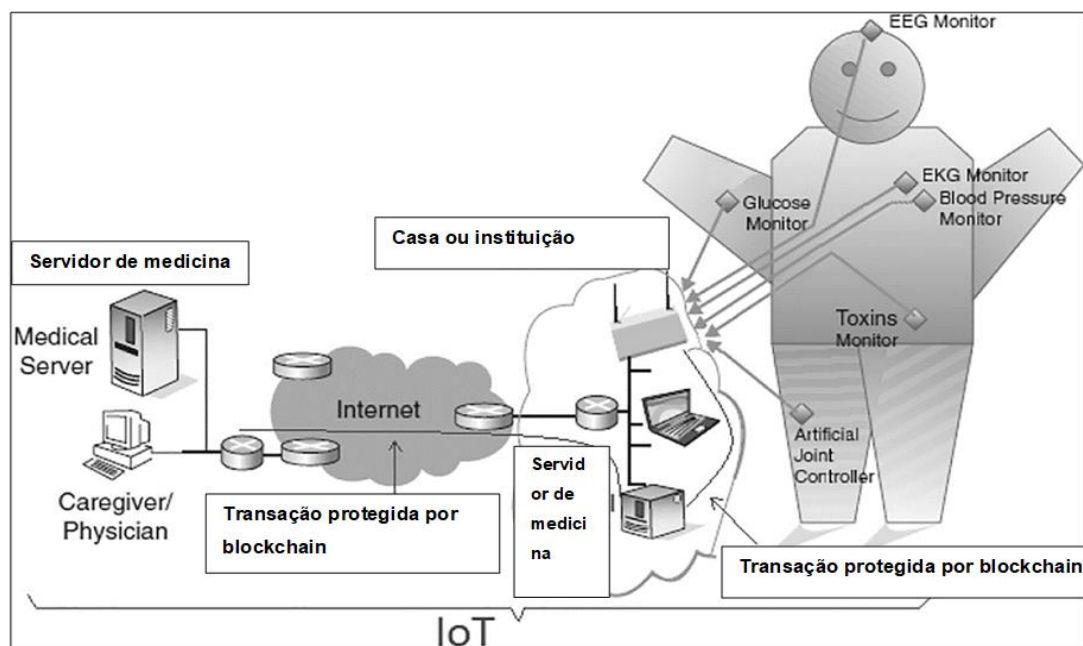 EEG Monitor
EKG Monitor
Blood Pressure
Monitor
Glucose
Monitor
Casa ou instituição
Servidor de medicina
Medical
Server
Toxins
Monitor
Internet
Artificial
Joint
Controller
Caregiver/
Physician
Transação protegida por
blockchain
Servid
or de
medici
na
Transação protegida por blockchain
IoT